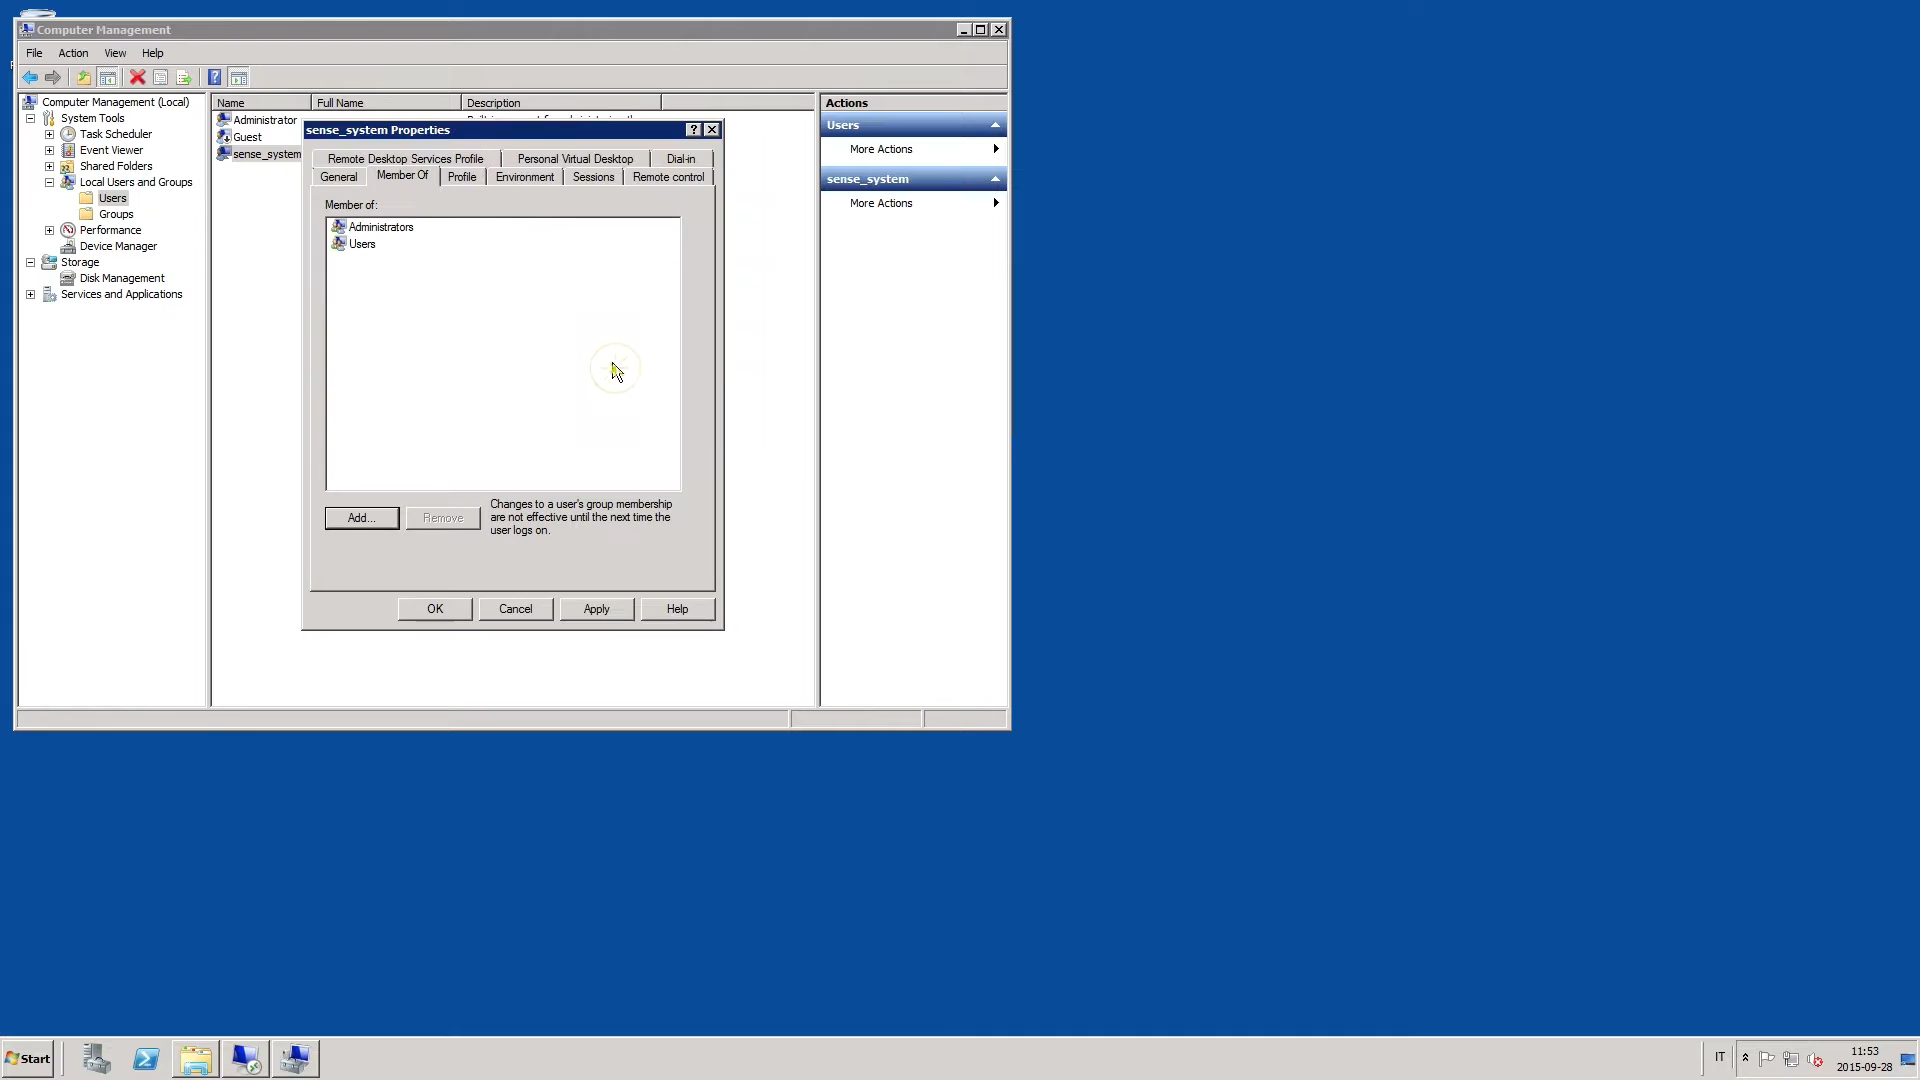 Computer Management
File Action View Help
Computer Management (Local)
System Tools
Task Scheduler
Event Viewer
Shared Folders
Local Users and Groups
Users
Groups
Performance
Device Manager
Storage
Disk Management
Services and Applications
Name Full Name Description
Administrator
Guest
sense_system
sense_system Properties
Remote Desktop Services Profile Personal Virtual Desktop Dial-in
General Member Of Profile Environment Sessions Remote control
Member of:
Administrators
Users
Add... Remove
Changes to a user's group membership
are not effective until the next time the
user logs on.
OK Cancel Apply Help
Actions
Users
More Actions
sense_system
More Actions
Start
IT
11:53
2015-09-28